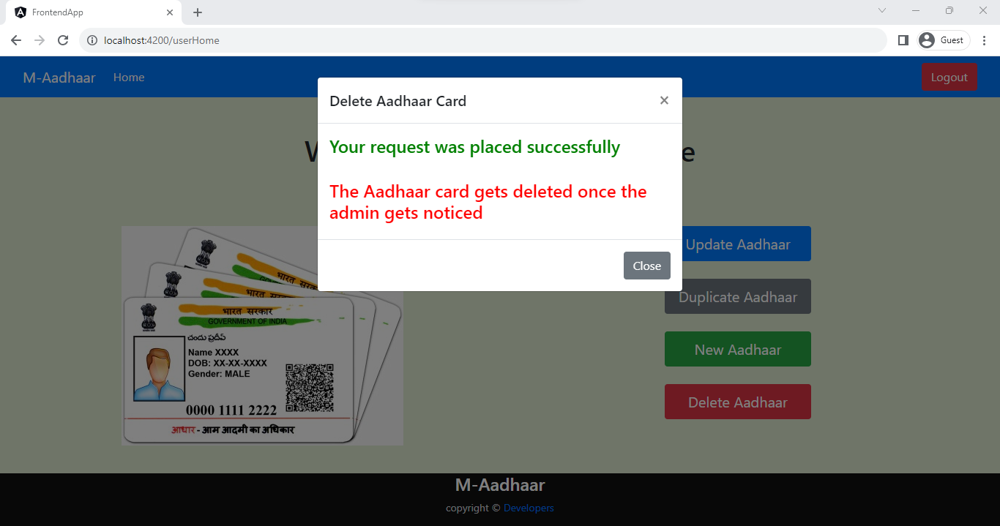 FrontendApp
localhost:4200/userHome
Guest
M-Aadhaar Home Logout
Delete Aadhaar Card ×
Your request was placed successfully
The Aadhaar card gets deleted once the
admin gets noticed
Close
भारत सरकार
GOVERNMENT OF INDIA
చందు ప్రదీప్
Name XXXX
DOB: XX-XX-XXXX
Gender: MALE
0000 1111 2222
आधार - आम आदमी का अधिकार
Update Aadhaar
Duplicate Aadhaar
New Aadhaar
Delete Aadhaar
M-Aadhaar
copyright © Developers